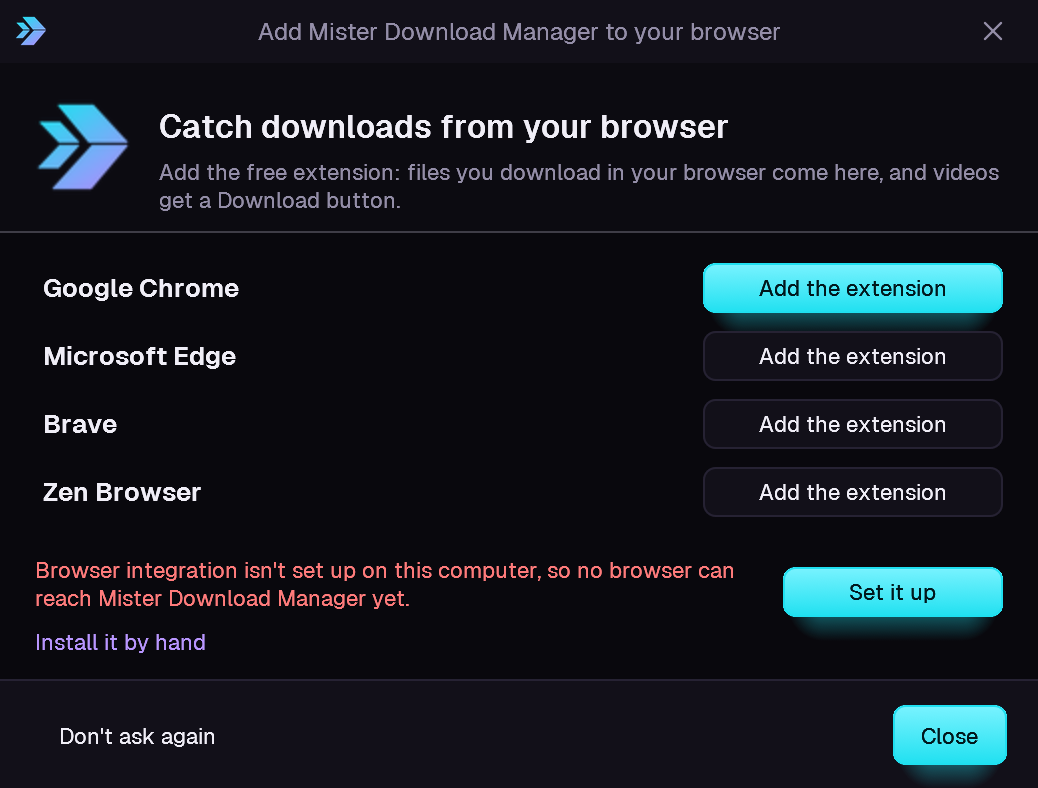 Add Mister Download Manager to your browser
Catch downloads from your browser
Add the free extension: files you download in your browser come here, and videos
get a Download button.
Google Chrome
Add the extension
Microsoft Edge
Add the extension
Brave
Add the extension
Zen Browser
Add the extension
Browser integration isn't set up on this computer, so no browser can
reach Mister Download Manager yet.
Set it up
Install it by hand
Don't ask again
Close